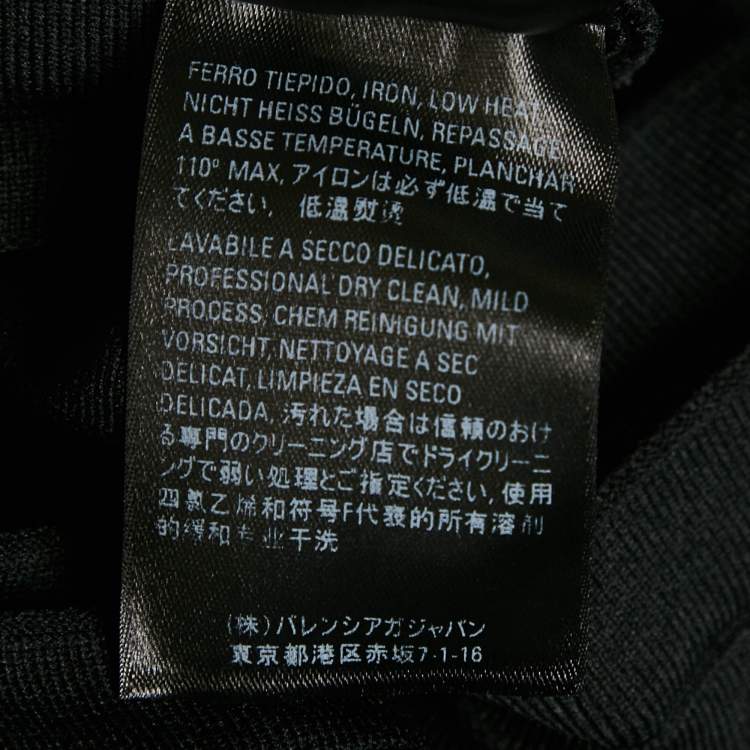 FERRO TIEPIDO, IRON, LOW HEAT,
NICHT HEISS BÜGELN, REPASSAGE
A BASSE TEMPERATURE, PLANCHAR
110° MAX, アイロンは必ず低温で当て
てください, 低温熨烫
LAVABILE A SECCO DELICATO,
PROFESSIONAL DRY CLEAN, MILD
PROCESS, CHEM REINIGUNG MIT
VORSICHT, NETTOYAGE A SEC
DELICAT, LIMPIEZA EN SECO
DELICADA, 汚れた場合は信頼のおけ
る専門のクリーニング店でドライクリーニ
ングで弱い処理とご指定ください, 使用
四氯乙烯和符号F代表的所有溶剂
的缓和专业干洗
(株)バレンシアガジャパン
東京都港区赤坂7-1-16